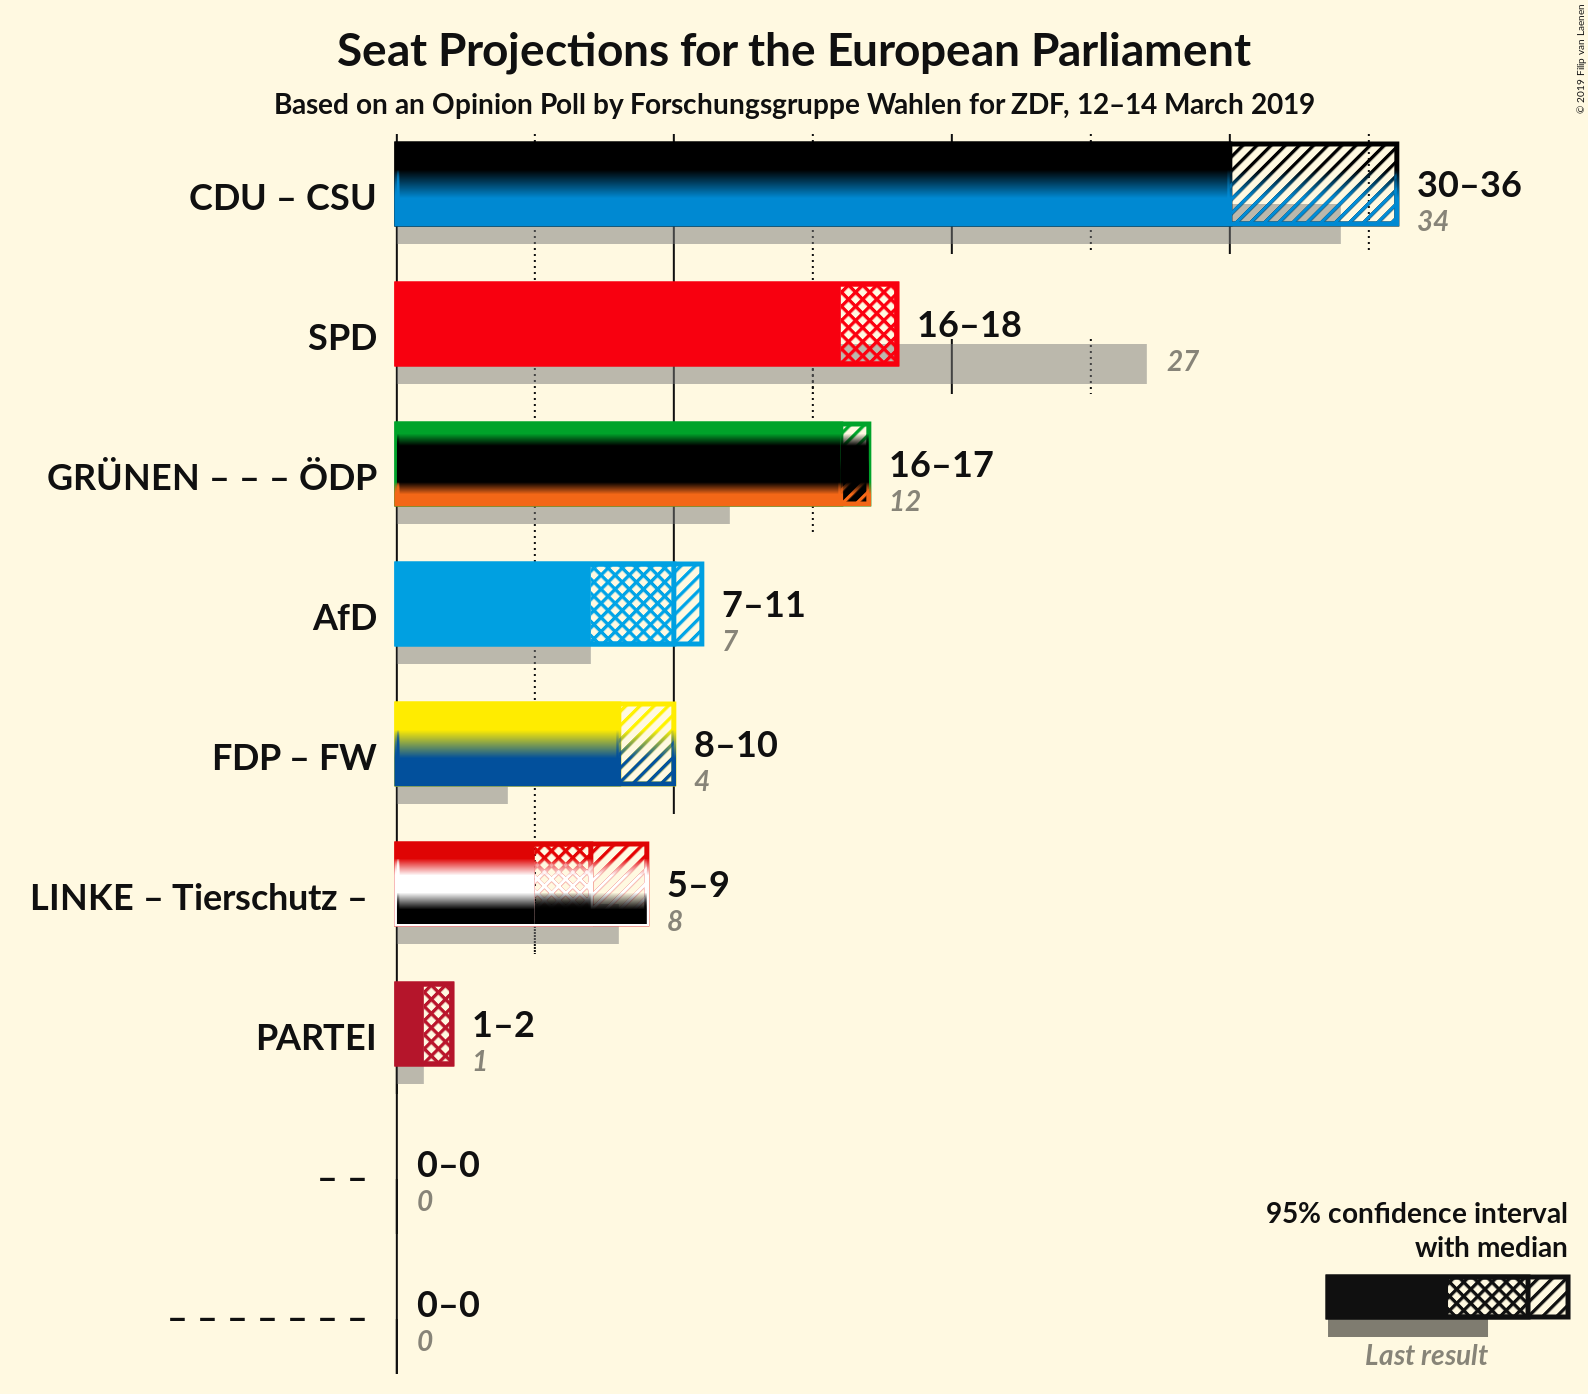 Seat Projections for the European Parliament
Based on an Opinion Poll by Forschungsgruppe Wahlen for ZDF, 12–14 March 2019
© 2019 Filip van Laenen
CDU – CSU
30–36
34
SPD
16–18
27
GRÜNEN – – – ÖDP
16–17
12
AfD
7–11
7
FDP – FW
8–10
4
LINKE – Tierschutz –
5–9
8
PARTEI
1–2
1
– –
0–0
0
– – – – – – –
0–0
0
95% confidence interval
with median
Last result